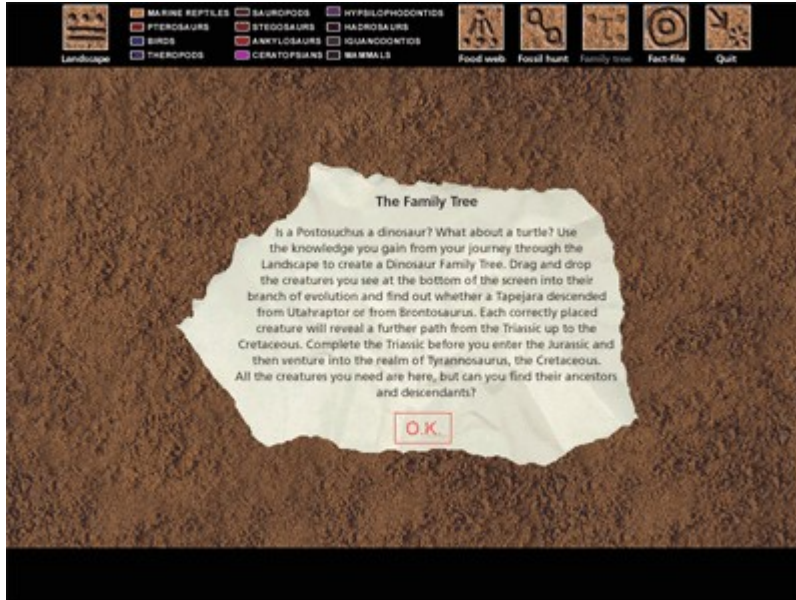 MARINE REPTILES
PTEROSAURS
BIRDS
THEROPODS
SAUROPODS
STEGOSAURS
ANKYLOSAURS
CERATOPSIANS
HYPSILOPHODONTIDS
HADROSAURS
IGUANODONTIDS
MAMMALS
Landscape
Food web
Fossil hunt
Family tree
Fact-file
Quit
The Family Tree
Is a Postosuchus a dinosaur? What about a turtle? Use
the knowledge you gain from your journey through the
Landscape to create a Dinosaur Family Tree. Drag and drop
the creatures you see at the bottom of the screen into their
branch of evolution and find out whether a Tapejara descended
from Utahraptor or from Brontosaurus. Each correctly placed
creature will reveal a further path from the Triassic up to the
Cretaceous. Complete the Triassic before you enter the Jurassic and
then venture into the realm of Tyrannosaurus, the Cretaceous.
All the creatures you need are here, but can you find their ancestors
and descendants?
O.K.